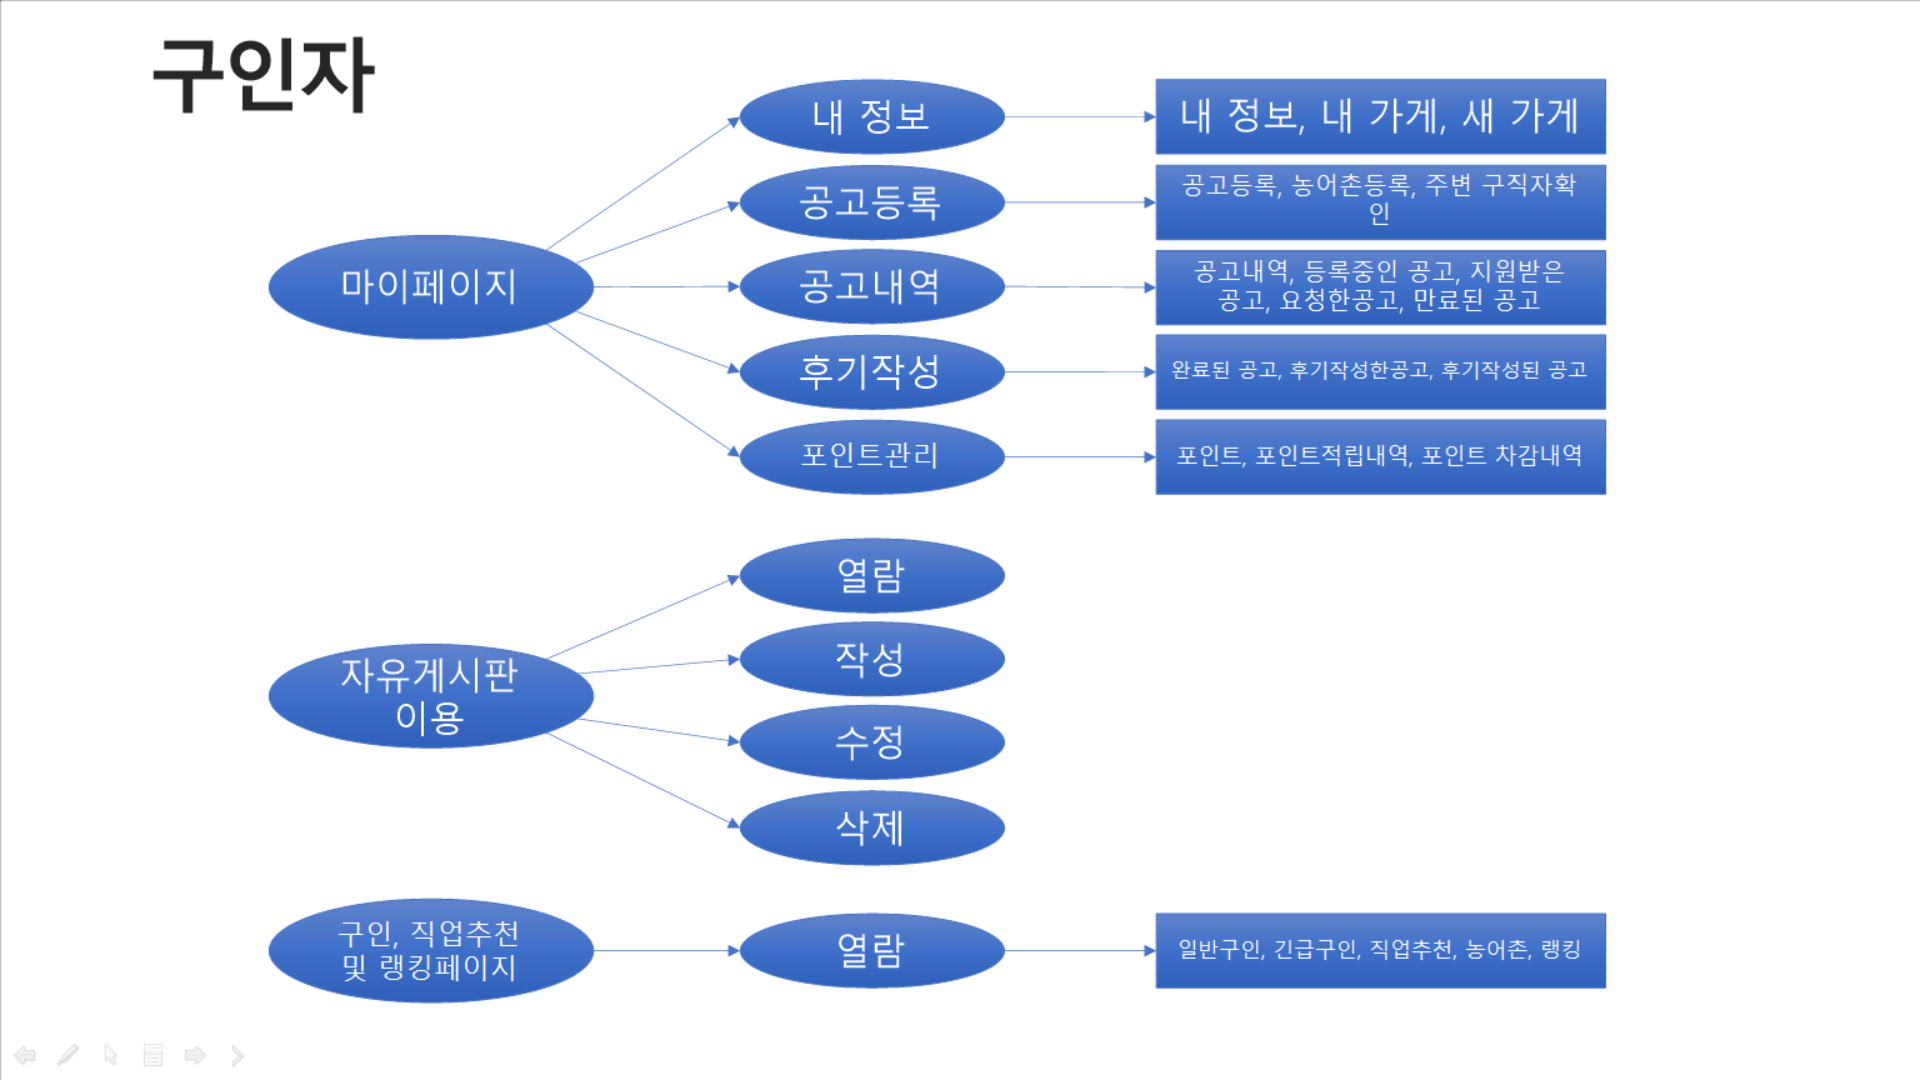 구인자
마이페이지
내 정보
내 정보, 내 가게, 새 가게
공고등록
공고등록, 농어촌등록, 주변 구직자확
인
공고내역
공고내역, 등록중인 공고, 지원받은
공고, 요청한공고, 만료된 공고
후기작성
완료된 공고, 후기작성한공고, 후기작성된 공고
포인트관리
포인트, 포인트적립내역, 포인트 차감내역
자유게시판
이용
열람
작성
수정
삭제
구인, 직업추천
및 랭킹페이지
열람
일반구인, 긴급구인, 직업추천, 농어촌, 랭킹